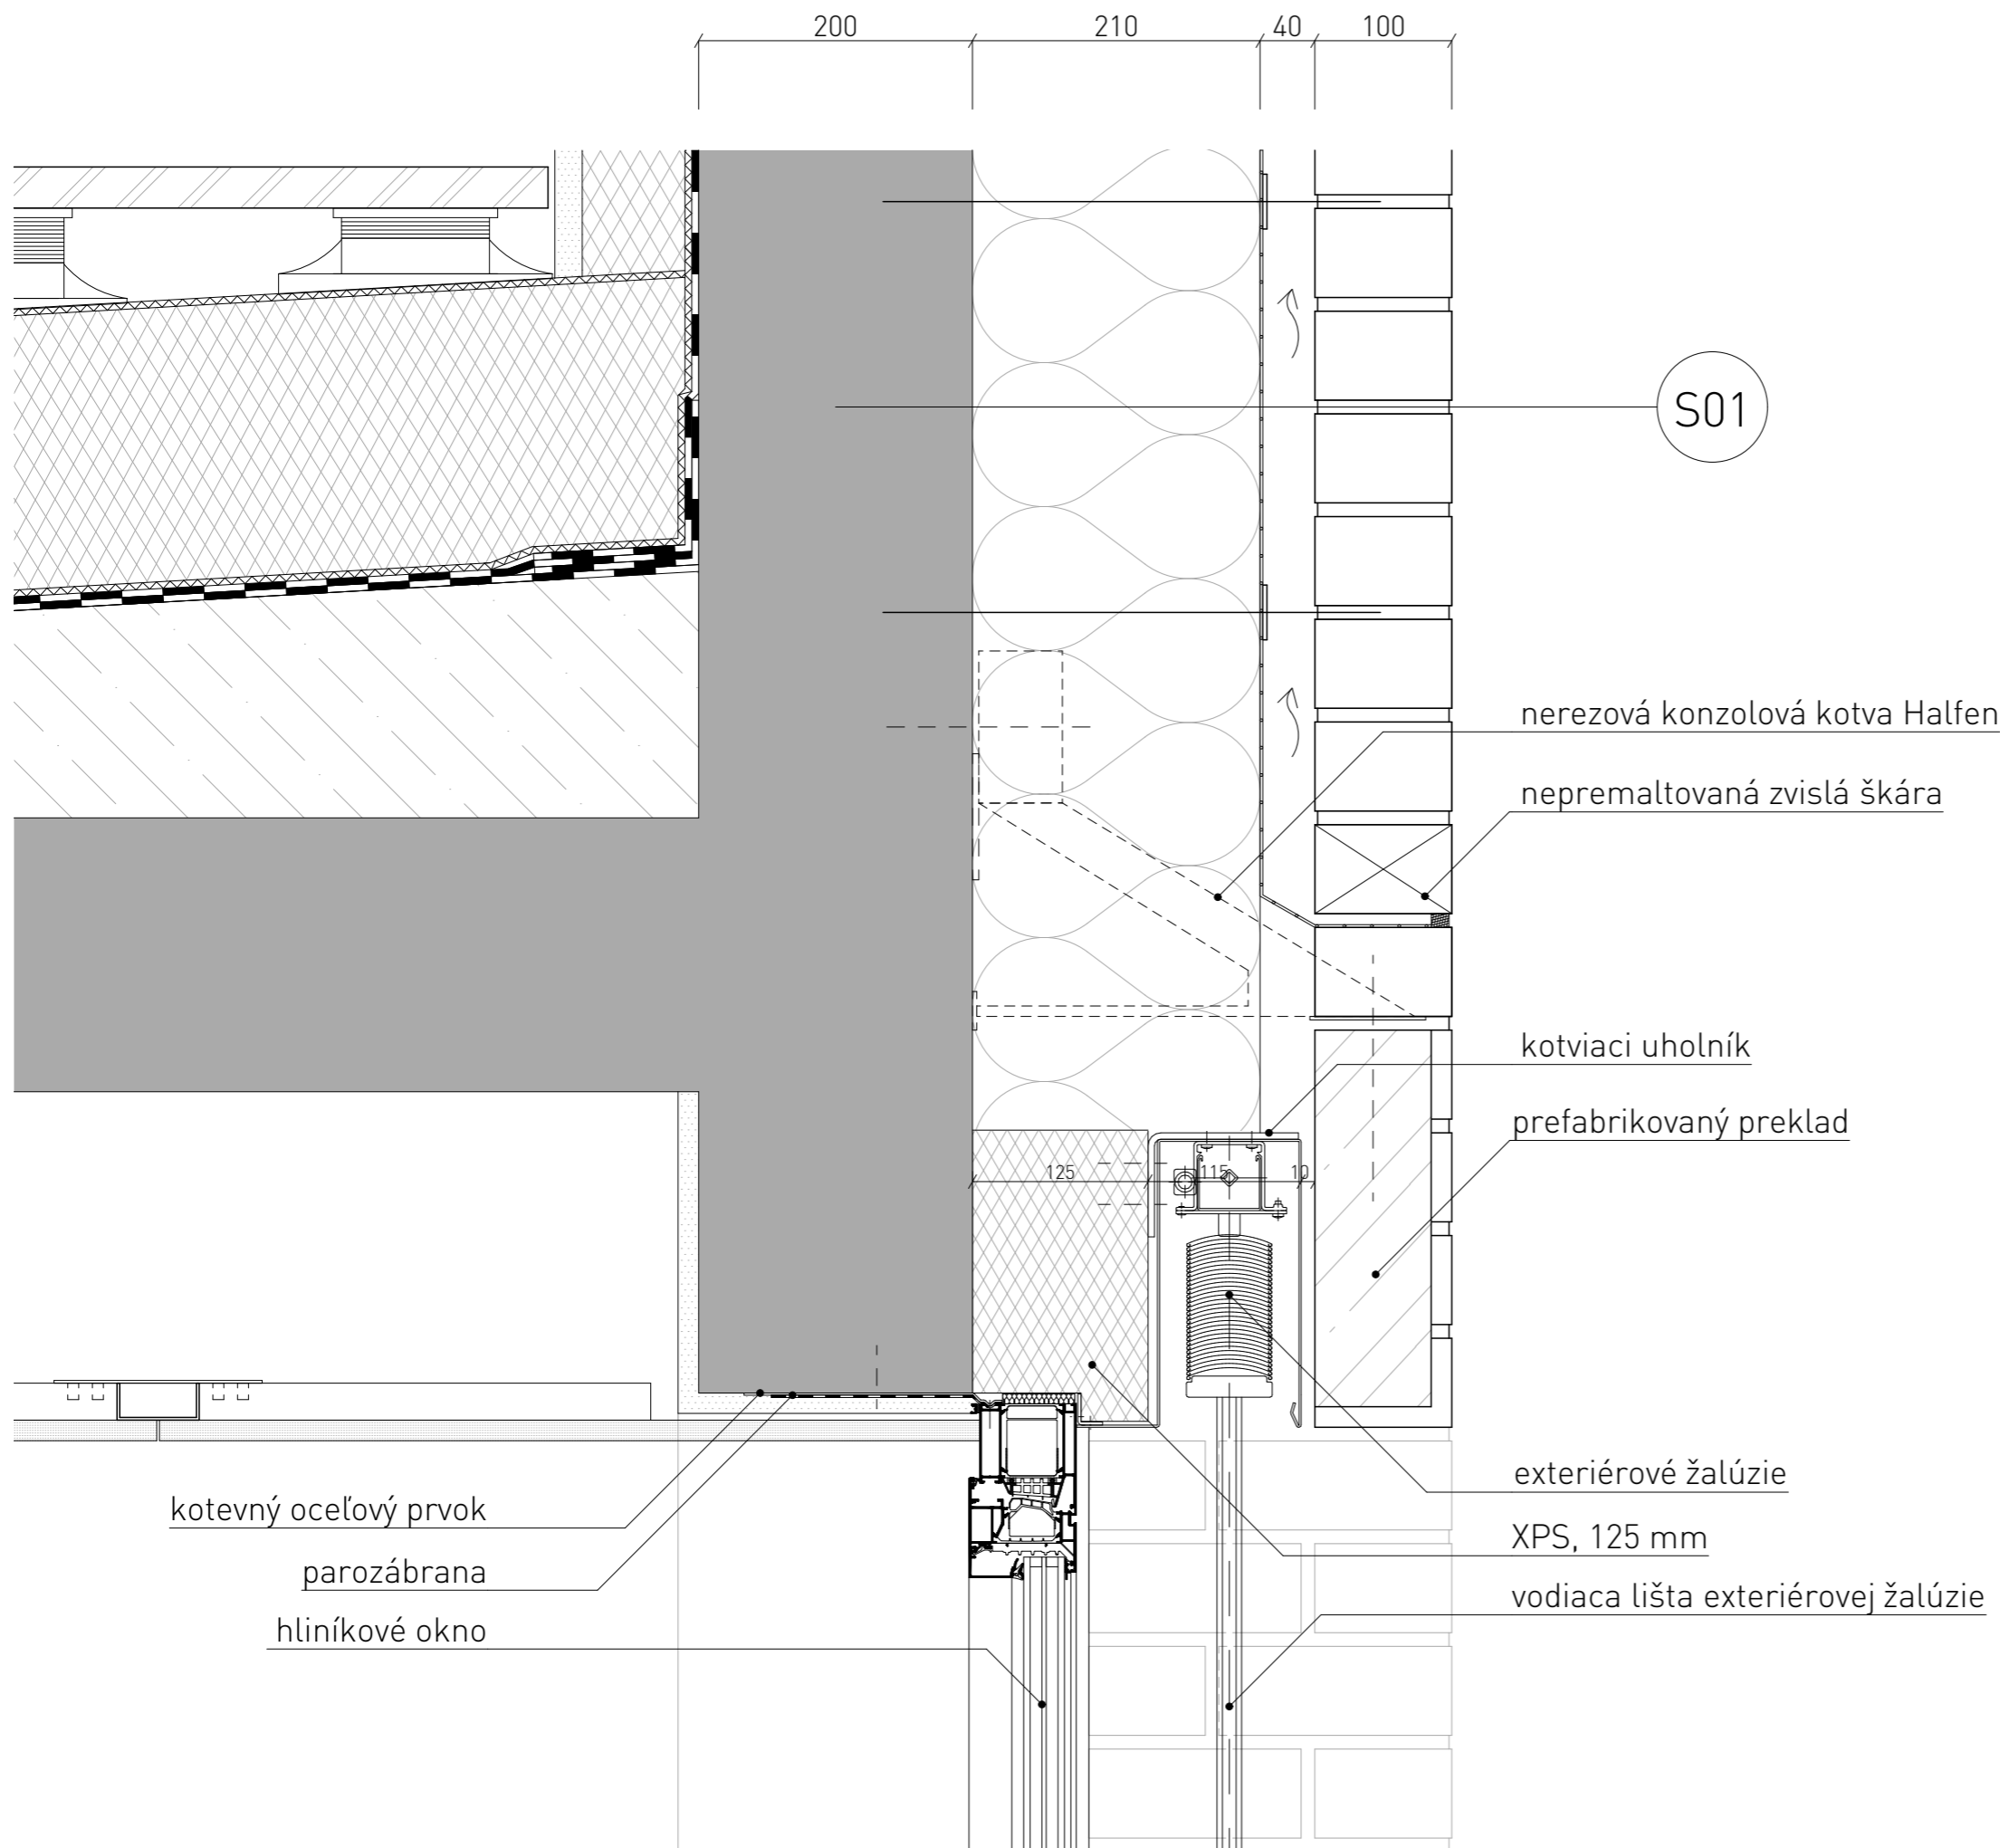 200 210 40 100
S01
nerezová konzolová kotva Halfen
nepremaltovaná zvislá škára
kotviaci uholník
prefabrikovaný preklad
125 115 10
exteriérové žalúzie
kotevný oceľový prvok
XPS, 125 mm
parozábrana
vodiaca lišta exteriérovej žalúzie
hliníkové okno